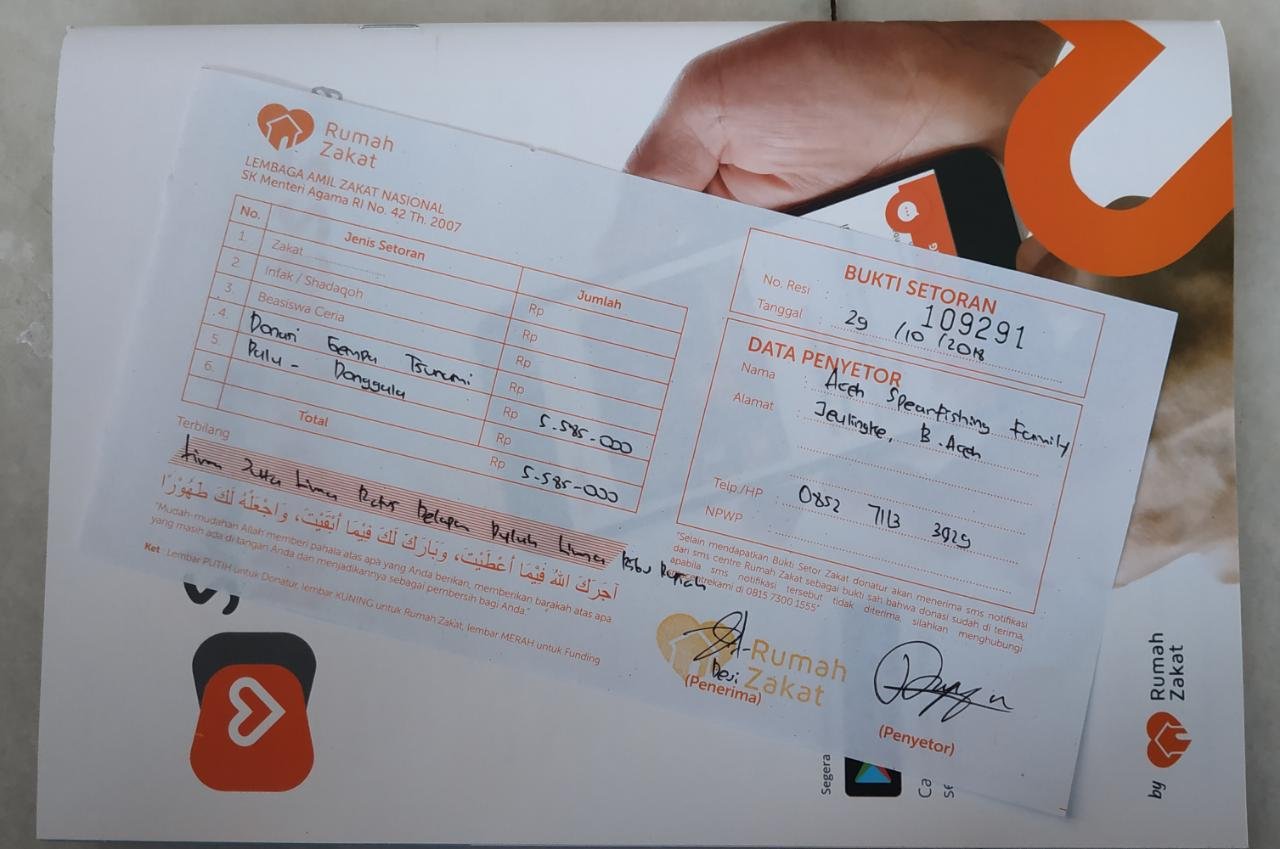 Rumah
Zakat
LEMBAGA AMIL ZAKAT NASIONAL
SK Menteri Agama RI No. 42 Th. 2007
No. Jenis Setoran Jumlah
1. Zakat Rp
2. Infak / Shadaqoh Rp
3. Beasiswa Ceria Rp
4. Donasi Gempa Tsunami Rp
5. Palu - Donggala Rp 5.585.000
6. Rp
Total Rp 5.585.000
Terbilang
Lima Juta Lima Ratus Delapan Puluh Lima Ribu Rupiah
آجَرَكَ اللهُ فِيْمَا أَعْطَيْتَ، وَبَارَكَ لَكَ فِيْمَا أَبْقَيْتَ، وَاجْعَلْهُ لَكَ طَهُوْرًا
"Mudah-mudahan Allah memberi pahala atas apa yang Anda berikan, memberikan barakah atas apa
yang masih ada di tangan Anda dan menjadikannya sebagai pembersih bagi Anda."
Ket : Lembar PUTIH untuk Donatur, lembar KUNING untuk Rumah Zakat, lembar MERAH untuk Funding
BUKTI SETORAN
No. Resi : 109291
Tanggal : 29 /10 /2018
DATA PENYETOR
Nama : Aceh Spearfishing Family
Alamat : Jeulingke, B. Aceh
Telp./HP : 0852 7113 3929
NPWP :
"Selain mendapatkan Bukti Setor Zakat donatur akan menerima sms notifikasi
dari sms centre Rumah Zakat sebagai bukti sah bahwa donasi sudah di terima,
apabila sms notifikasi tersebut tidak diterima, silahkan menghubungi
di 0815 7300 1555"
Rumah
Zakat
Desi
(Penerima)
(Penyetor)
Segera
by Rumah
Zakat